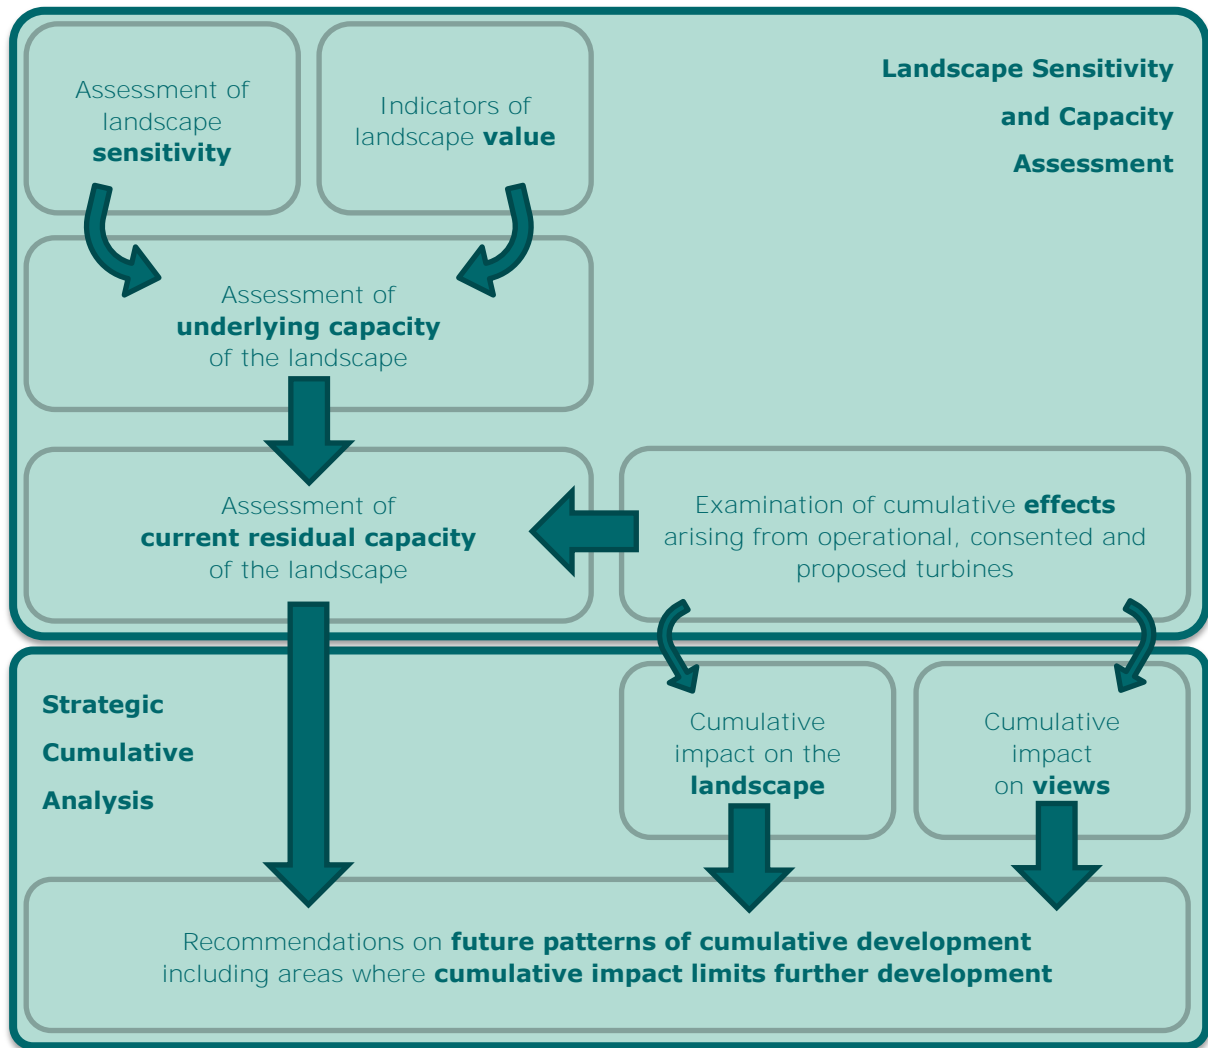 Assessment of
landscape
sensitivity
Indicators of
landscape value
Landscape Sensitivity
and Capacity
Assessment
Assessment of
underlying capacity
of the landscape
Assessment of
current residual capacity
of the landscape
Examination of cumulative effects
arising from operational, consented and
proposed turbines
Strategic
Cumulative
Analysis
Cumulative
impact on the
landscape
Cumulative
impact
on views
Recommendations on future patterns of cumulative development
including areas where cumulative impact limits further development